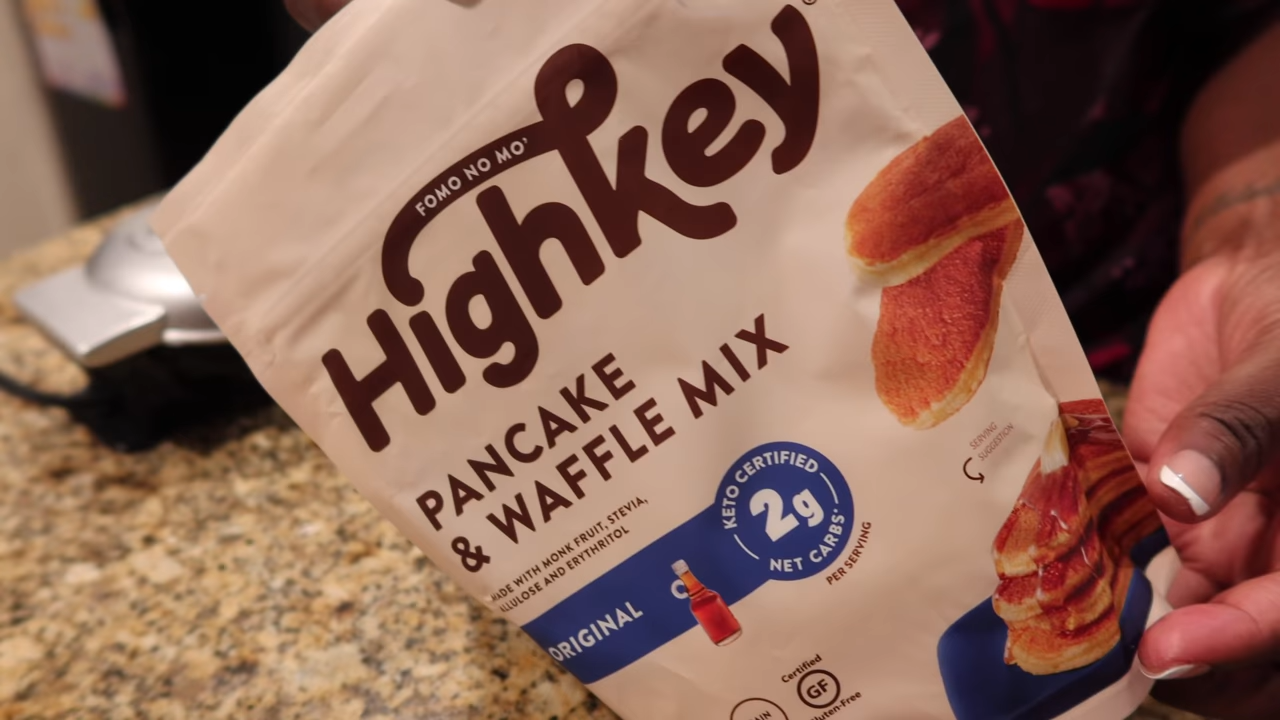 FOMO NO MO'
Highkey®
PANCAKE
& WAFFLE MIX
MADE WITH MONK FRUIT, STEVIA,
ALLULOSE AND ERYTHRITOL
KETO CERTIFIED
2g
NET CARBS*
PER SERVING
ORIGINAL
SERVING
SUGGESTION
Certified
GF
Gluten-Free